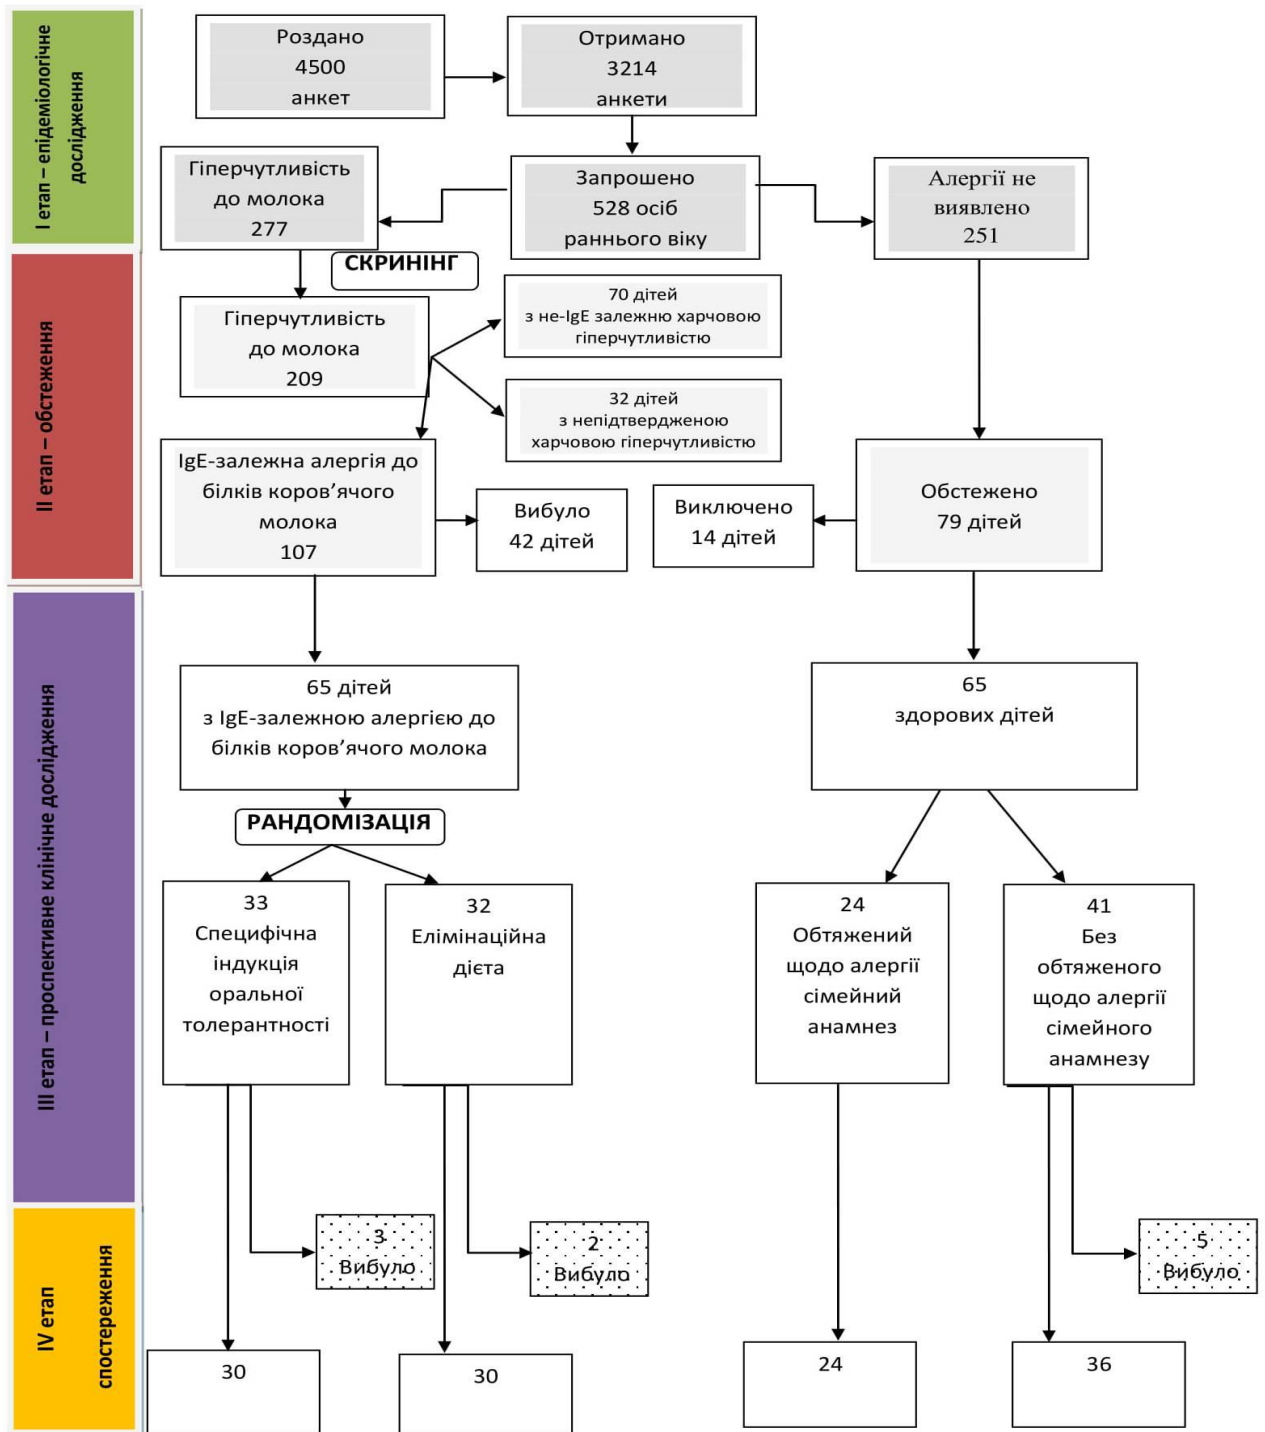 І етап – епідеміологічне
дослідження
Роздано
4500
анкет
Отримано
3214
анкети
Гіперчутливість
до молока
277
Запрошено
528 осіб
раннього віку
Алергії не
виявлено
251
ІІ етап – обстеження
СКРИНІНГ
Гіперчутливість
до молока
209
70 дітей
з не-IgE залежню харчовою
гіперчутливістю
32 дітей
з непідтвердженою
харчовою гіперчутливістю
IgE-залежна алергія до
білків коров’ячого
молока
107
Вибуло
42 дітей
Виключено
14 дітей
Обстежено
79 дітей
ІІІ етап – проспективне клінічне дослідження
65 дітей
з IgE-залежною алергією до
білків коров’ячого молока
65
здорових дітей
РАНДОМІЗАЦІЯ
33
Специфічна
індукція
оральної
толерантності
32
Елімінаційна
дієта
24
Обтяжений
щодо алергії
сімейний
анамнез
41
Без
обтяженого
щодо алергії
сімейного
анамнезу
IV етап
спостереження
3
Вибуло
2
Вибуло
5
Вибуло
30
30
24
36